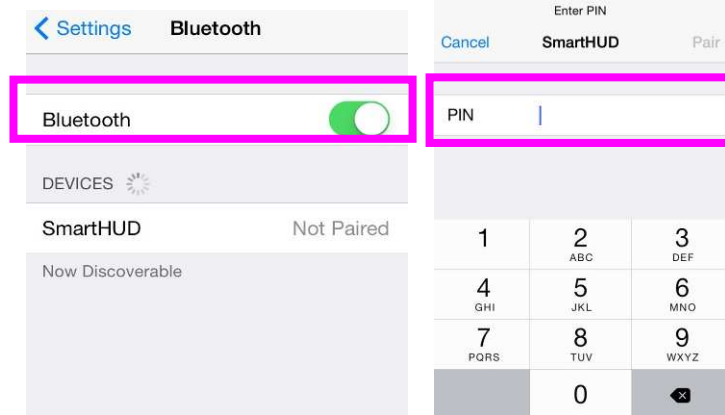 Settings Bluetooth
Bluetooth
DEVICES
SmartHUD Not Paired
Now Discoverable
Enter PIN
Cancel SmartHUD Pair
PIN
1 2 3
ABC DEF
4 5 6
GHI JKL MNO
7 8 9
PQRS TUV WXYZ
0